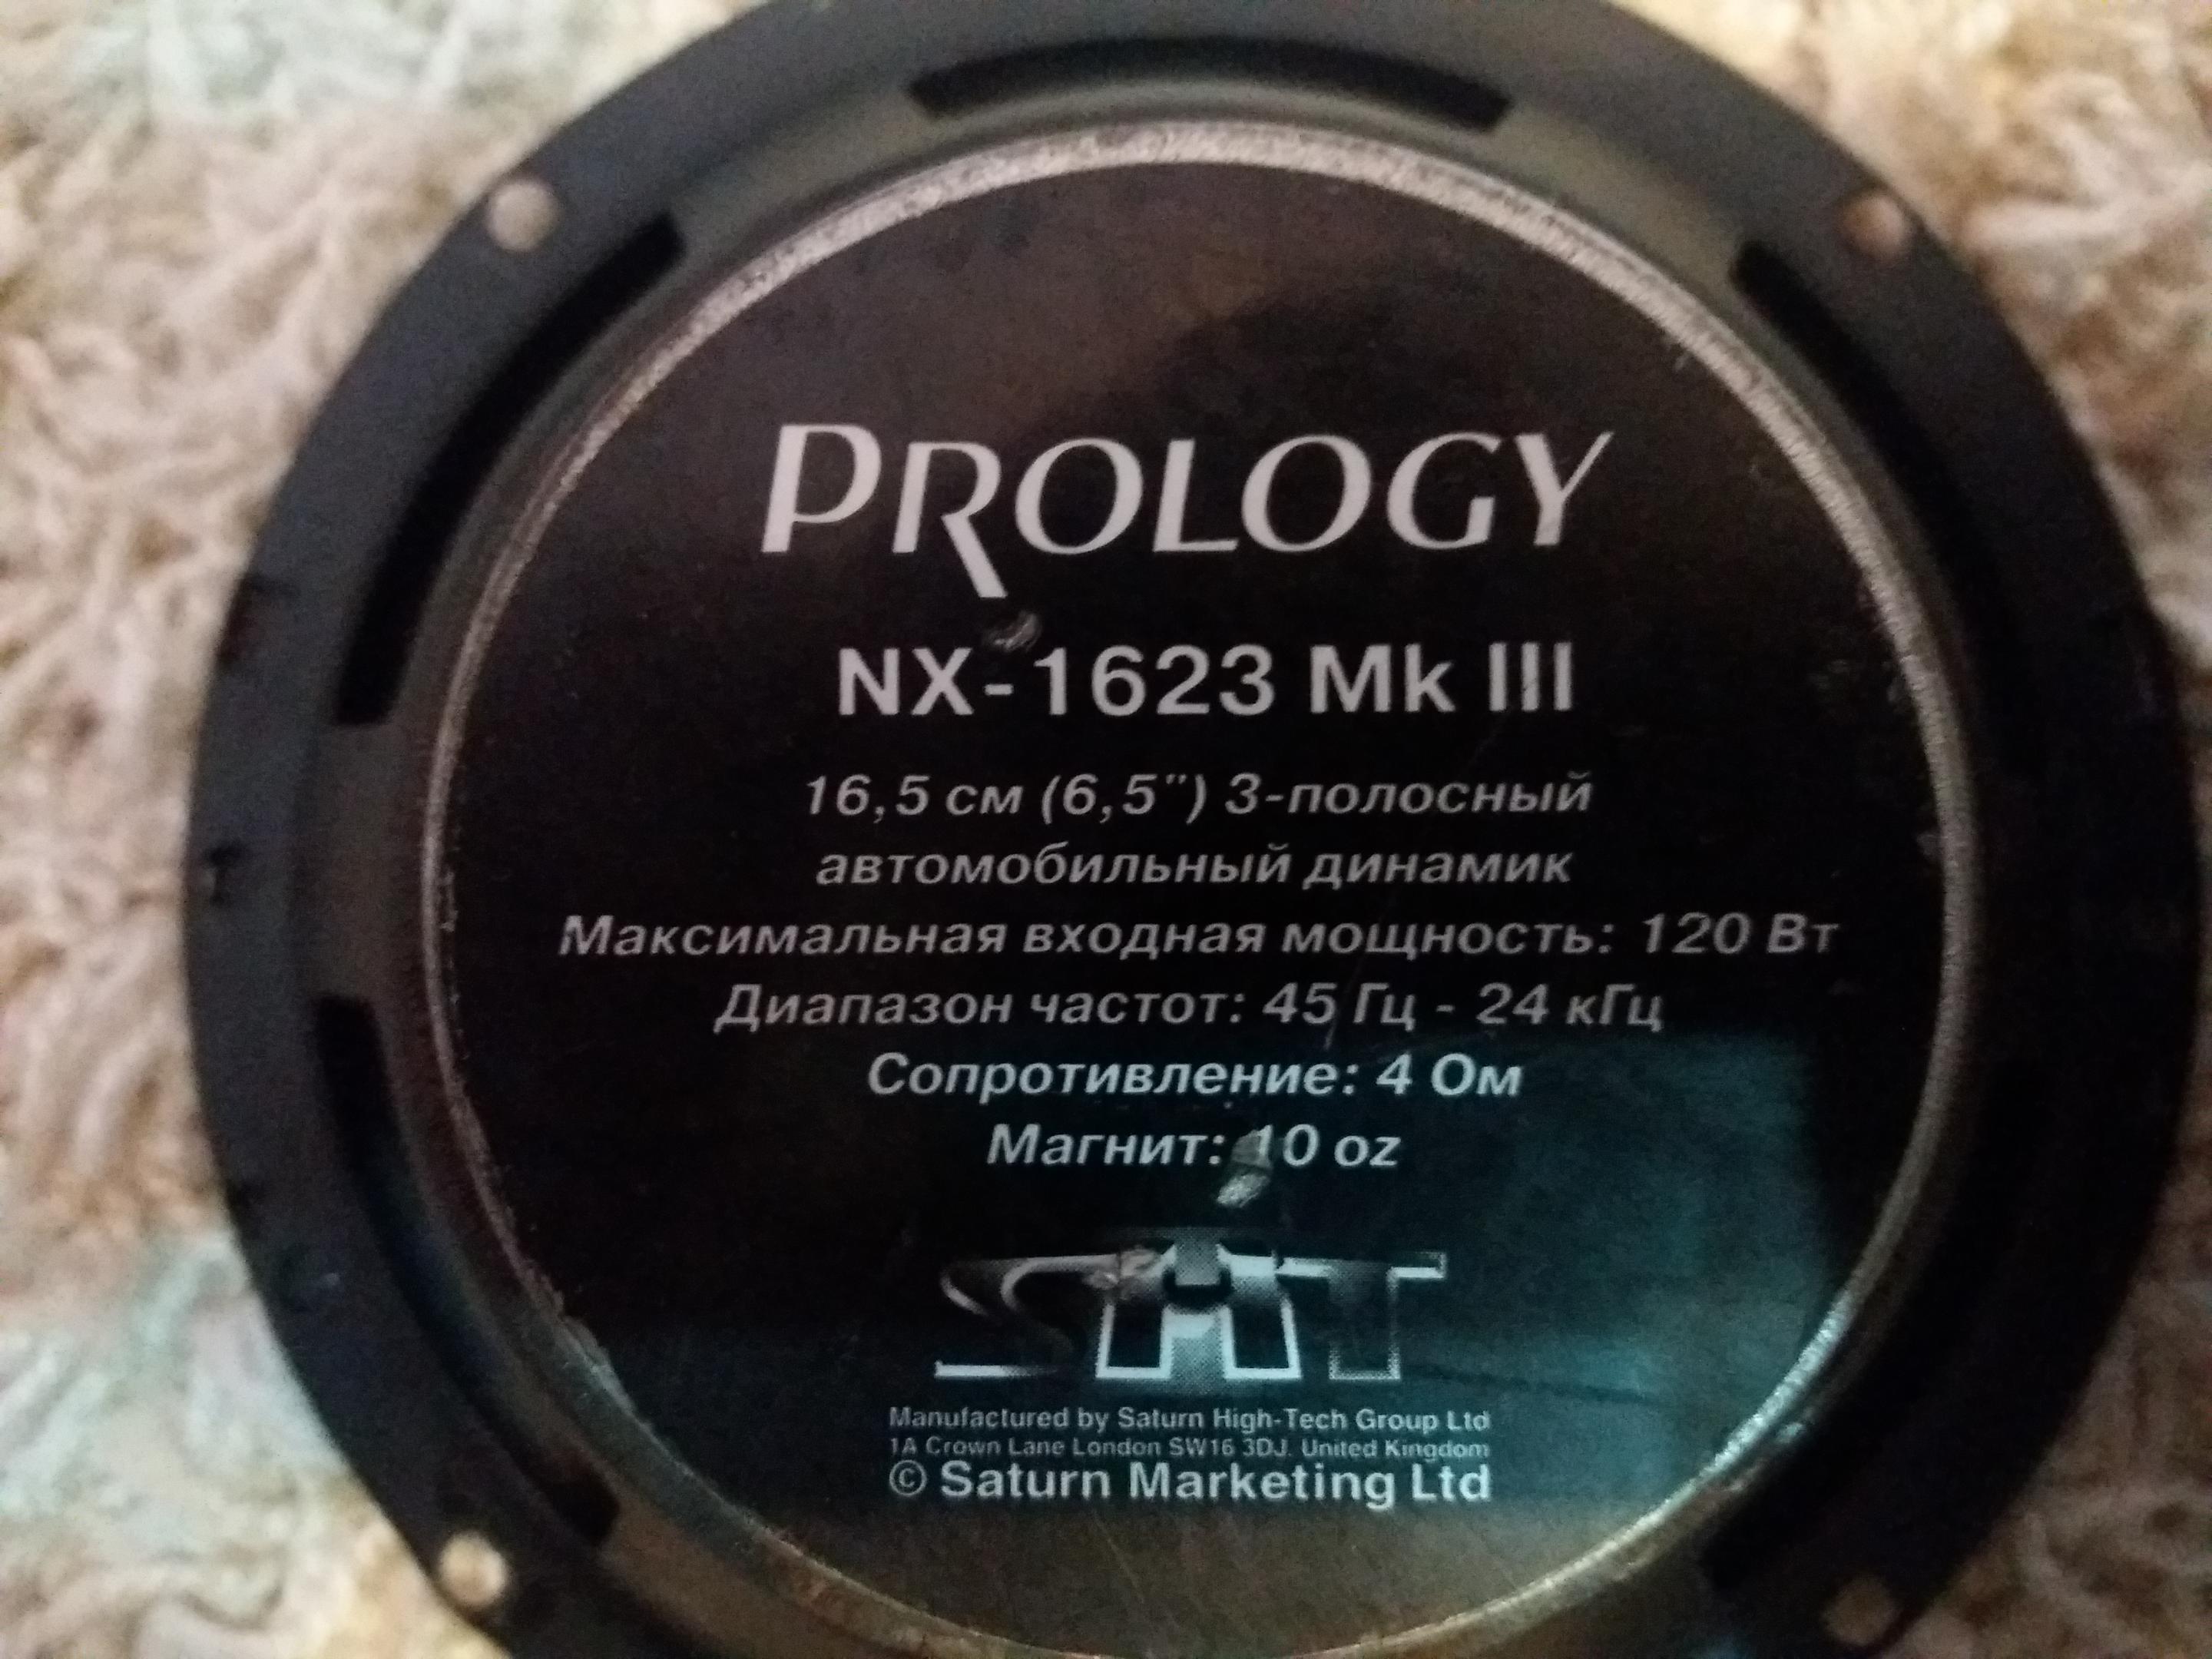 PROLOGY
NX-1623 Mk III
16,5 см (6,5") 3-полосный
автомобильный динамик
Максимальная входная мощность: 120 Вт
Диапазон частот: 45 Гц - 24 кГц
Сопротивление: 4 Ом
Магнит: 10 oz
SHT
Manufactured by Saturn High-Tech Group Ltd
1A Crown Lane London SW16 3DJ. United Kingdom
© Saturn Marketing Ltd